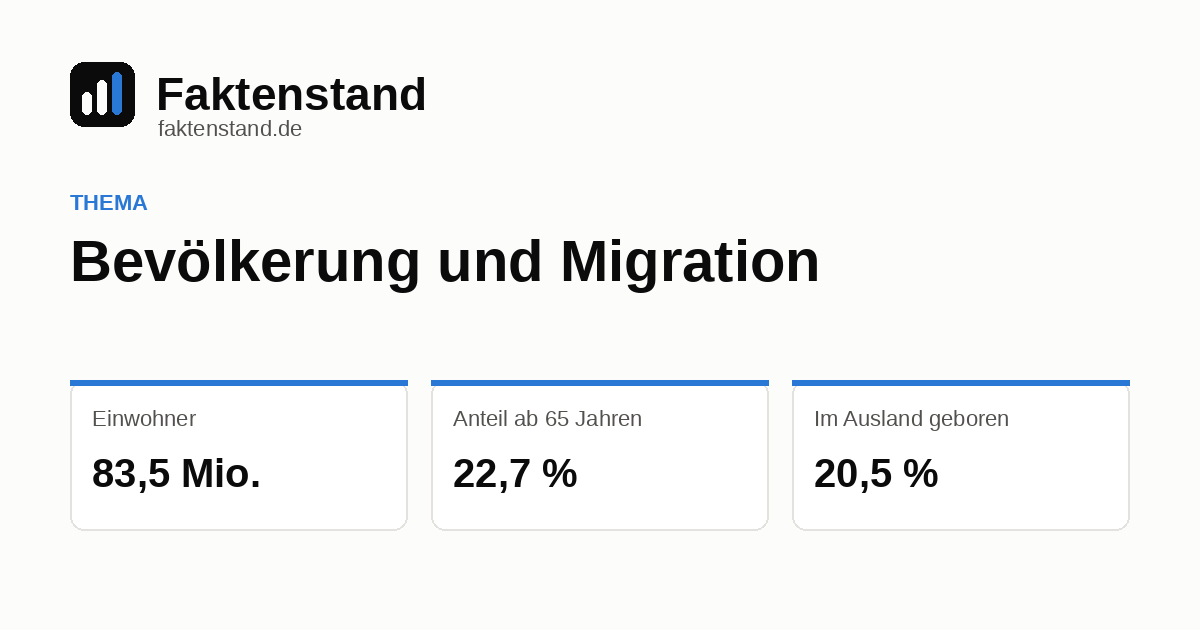 Faktenstand
faktenstand.de
THEMA
Bevölkerung und Migration
Einwohner
83,5 Mio.
Anteil ab 65 Jahren
22,7 %
Im Ausland geboren
20,5 %